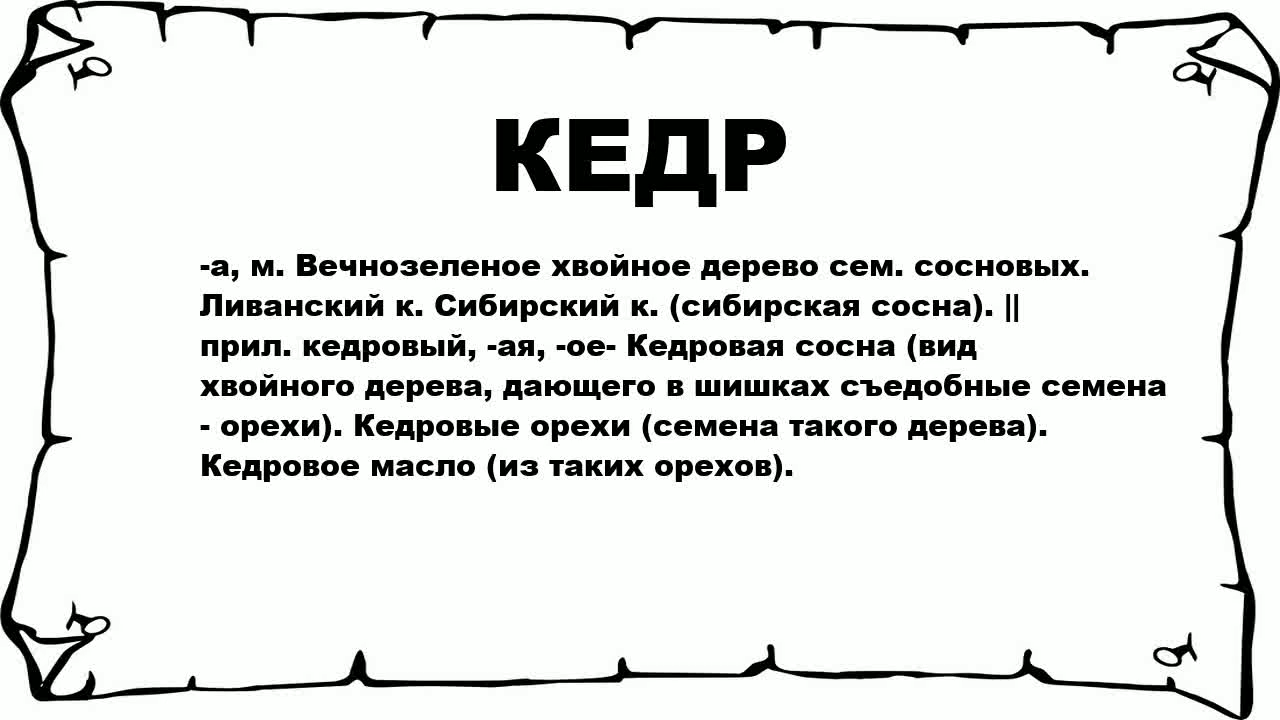 КЕДР
-а, м. Вечнозеленое хвойное дерево сем. сосновых.
Ливанский к. Сибирский к. (сибирская сосна). ||
прил. кедровый, -ая, -ое- Кедровая сосна (вид
хвойного дерева, дающего в шишках съедобные семена
- орехи). Кедровые орехи (семена такого дерева).
Кедровое масло (из таких орехов).